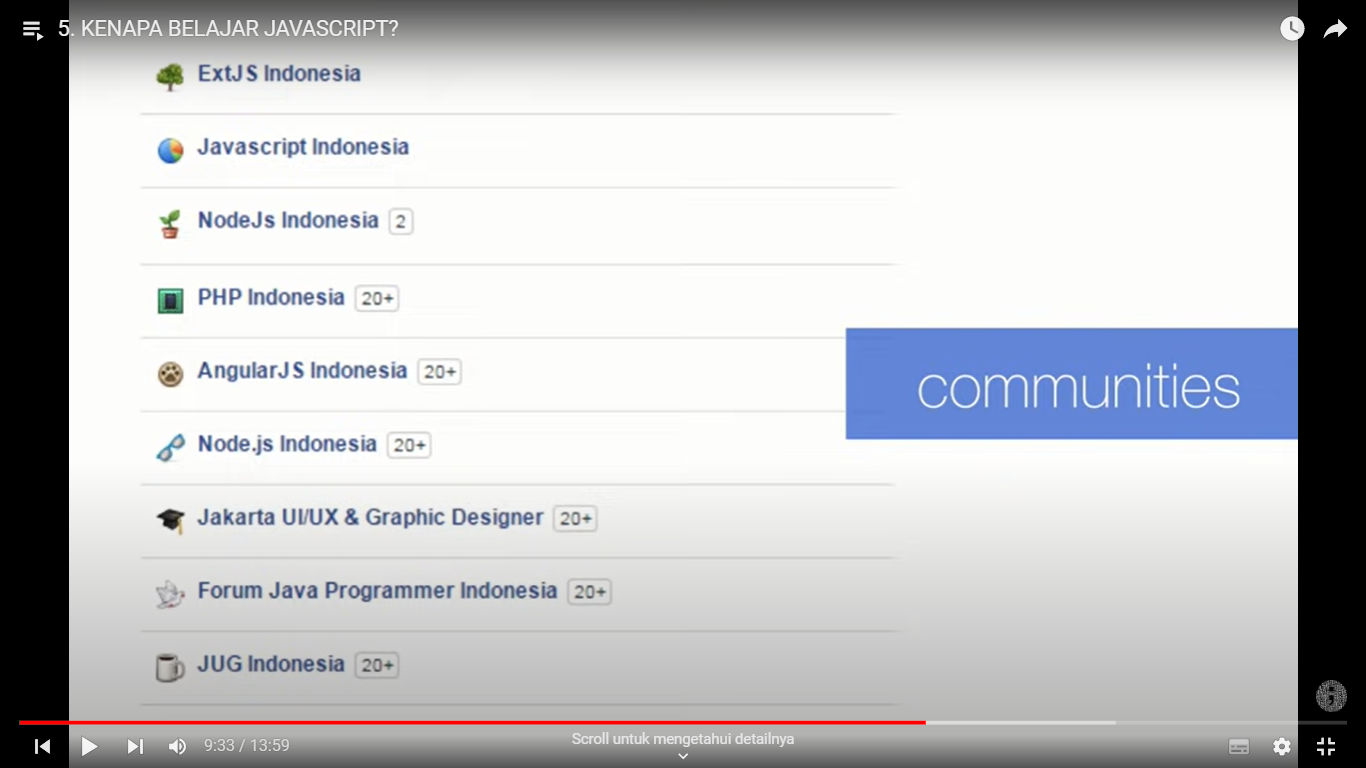 5. KENAPA BELAJAR JAVASCRIPT?
ExtJS Indonesia
Javascript Indonesia
NodeJs Indonesia 2
PHP Indonesia 20+
AngularJS Indonesia 20+
communities
Node.js Indonesia 20+
Jakarta UI/UX & Graphic Designer 20+
Forum Java Programmer Indonesia 20+
JUG Indonesia 20+
9:33 / 13:59
Scroll untuk mengetahui detailnya